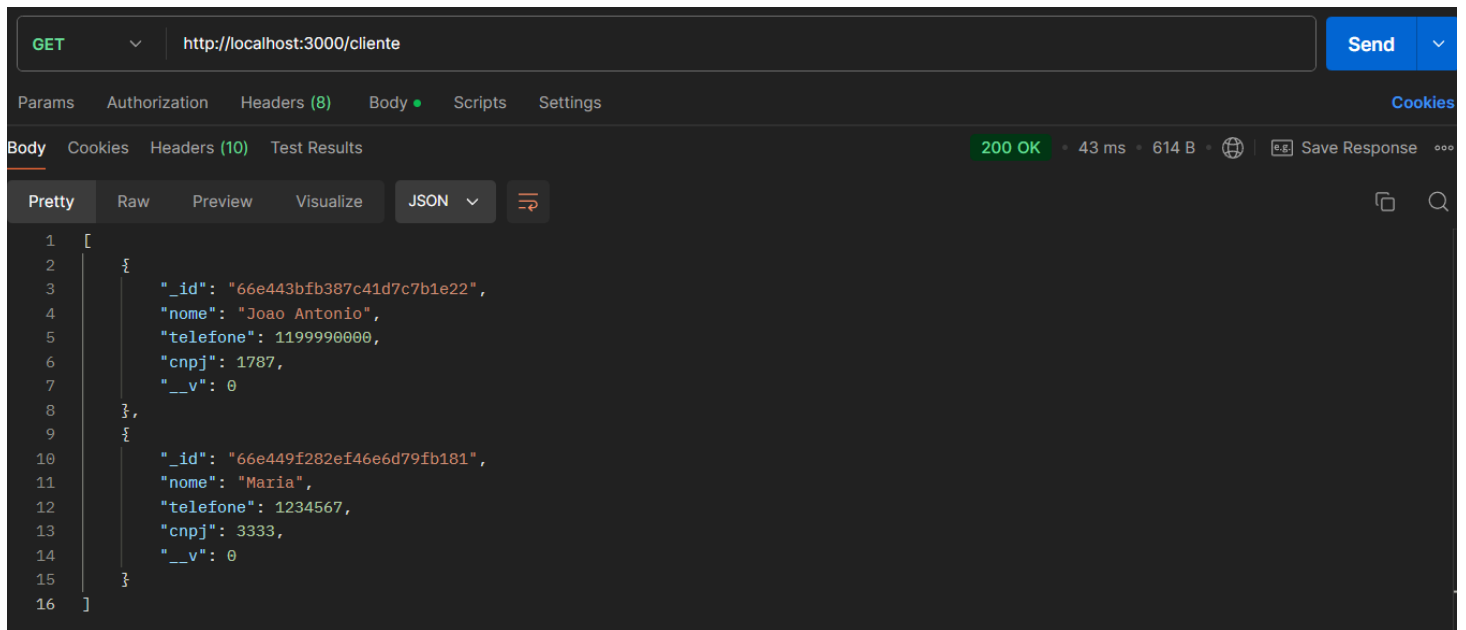 GET http://localhost:3000/cliente Send
Params Authorization Headers (8) Body Scripts Settings Cookies
Body Cookies Headers (10) Test Results 200 OK 43 ms 614 B e.g. Save Response
Pretty Raw Preview Visualize JSON
1 [
2 {
3 "_id": "66e443bfb387c41d7c7b1e22",
4 "nome": "Joao Antonio",
5 "telefone": 1199990000,
6 "cnpj": 1787,
7 "__v": 0
8 },
9 {
10 "_id": "66e449f282ef46e6d79fb181",
11 "nome": "Maria",
12 "telefone": 1234567,
13 "cnpj": 3333,
14 "__v": 0
15 }
16 ]